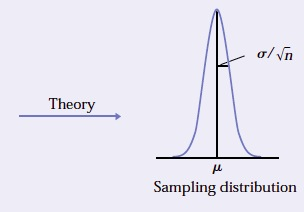 σ/√n
Theory
μ
Sampling distribution